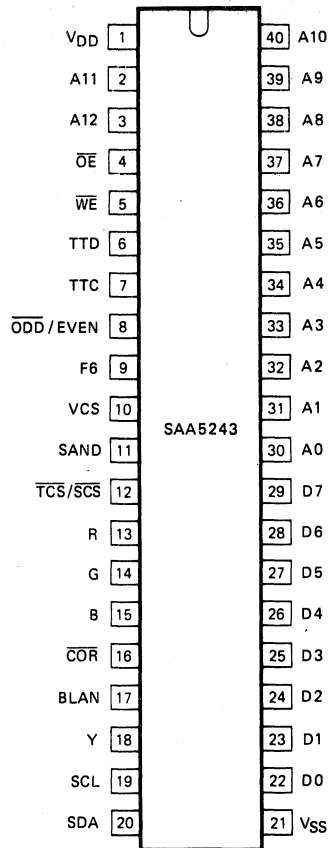 VDD 1 40 A10
A11 2 39 A9
A12 3 38 A8
OE 4 37 A7
WE 5 36 A6
TTD 6 35 A5
TTC 7 34 A4
ODD/EVEN 8 33 A3
F6 9 32 A2
VCS 10 31 A1
SAA5243
SAND 11 30 A0
TCS/SCS 12 29 D7
R 13 28 D6
G 14 27 D5
B 15 26 D4
COR 16 25 D3
BLAN 17 24 D2
Y 18 23 D1
SCL 19 22 D0
SDA 20 21 VSS